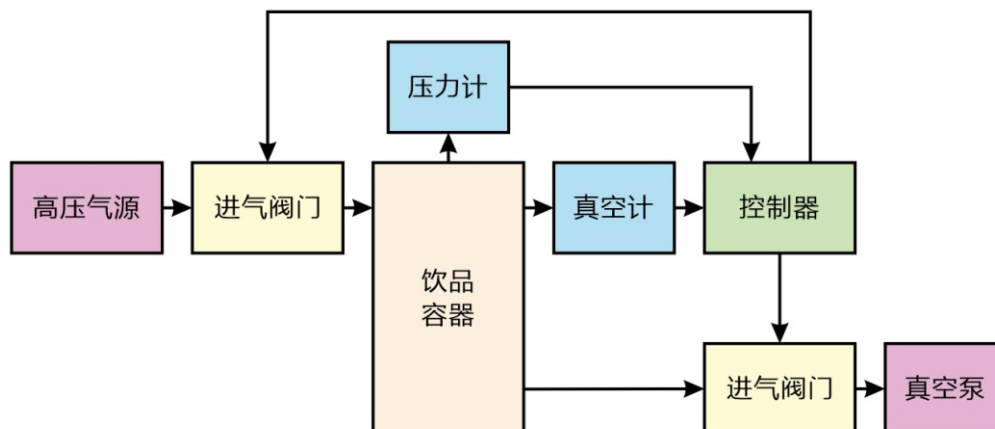 压力计
高压气源
进气阀门
真空计
控制器
饮品
容器
进气阀门
真空泵